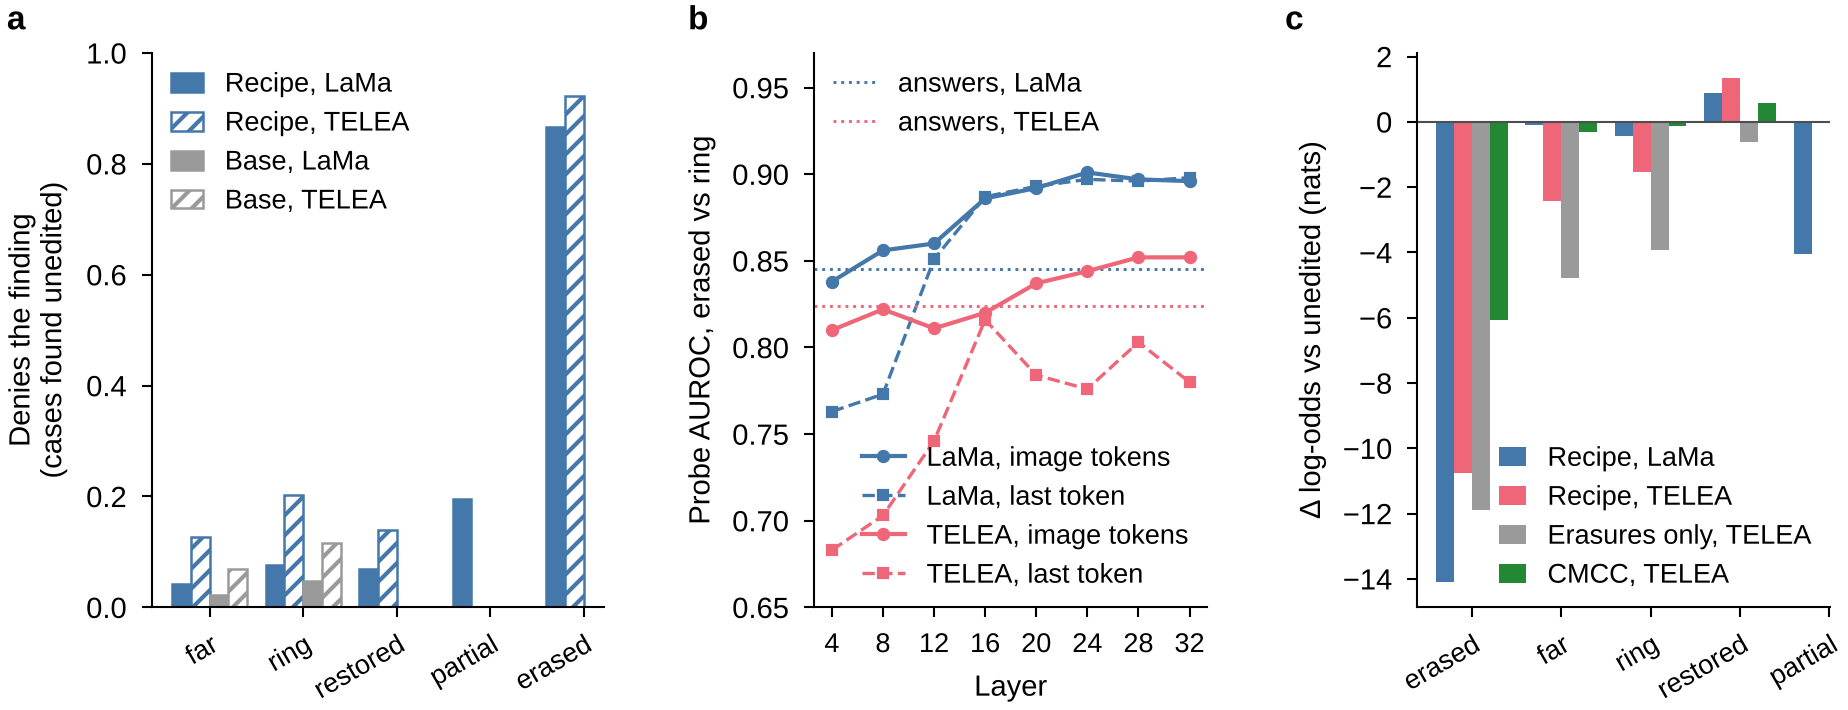 a
Denies the finding
(cases found unedited)
1.0
0.8
0.6
0.4
0.2
0.0
Recipe, LaMa
Recipe, TELEA
Base, LaMa
Base, TELEA
far
ring
restored
partial
erased
b
Probe AUROC, erased vs ring
0.95
0.90
0.85
0.80
0.75
0.70
0.65
answers, LaMa
answers, TELEA
LaMa, image tokens
LaMa, last token
TELEA, image tokens
TELEA, last token
4 8 12 16 20 24 28 32
Layer
c
Δ log-odds vs unedited (nats)
2
0
−2
−4
−6
−8
−10
−12
−14
Recipe, LaMa
Recipe, TELEA
Erasures only, TELEA
CMCC, TELEA
erased
far
ring
restored
partial